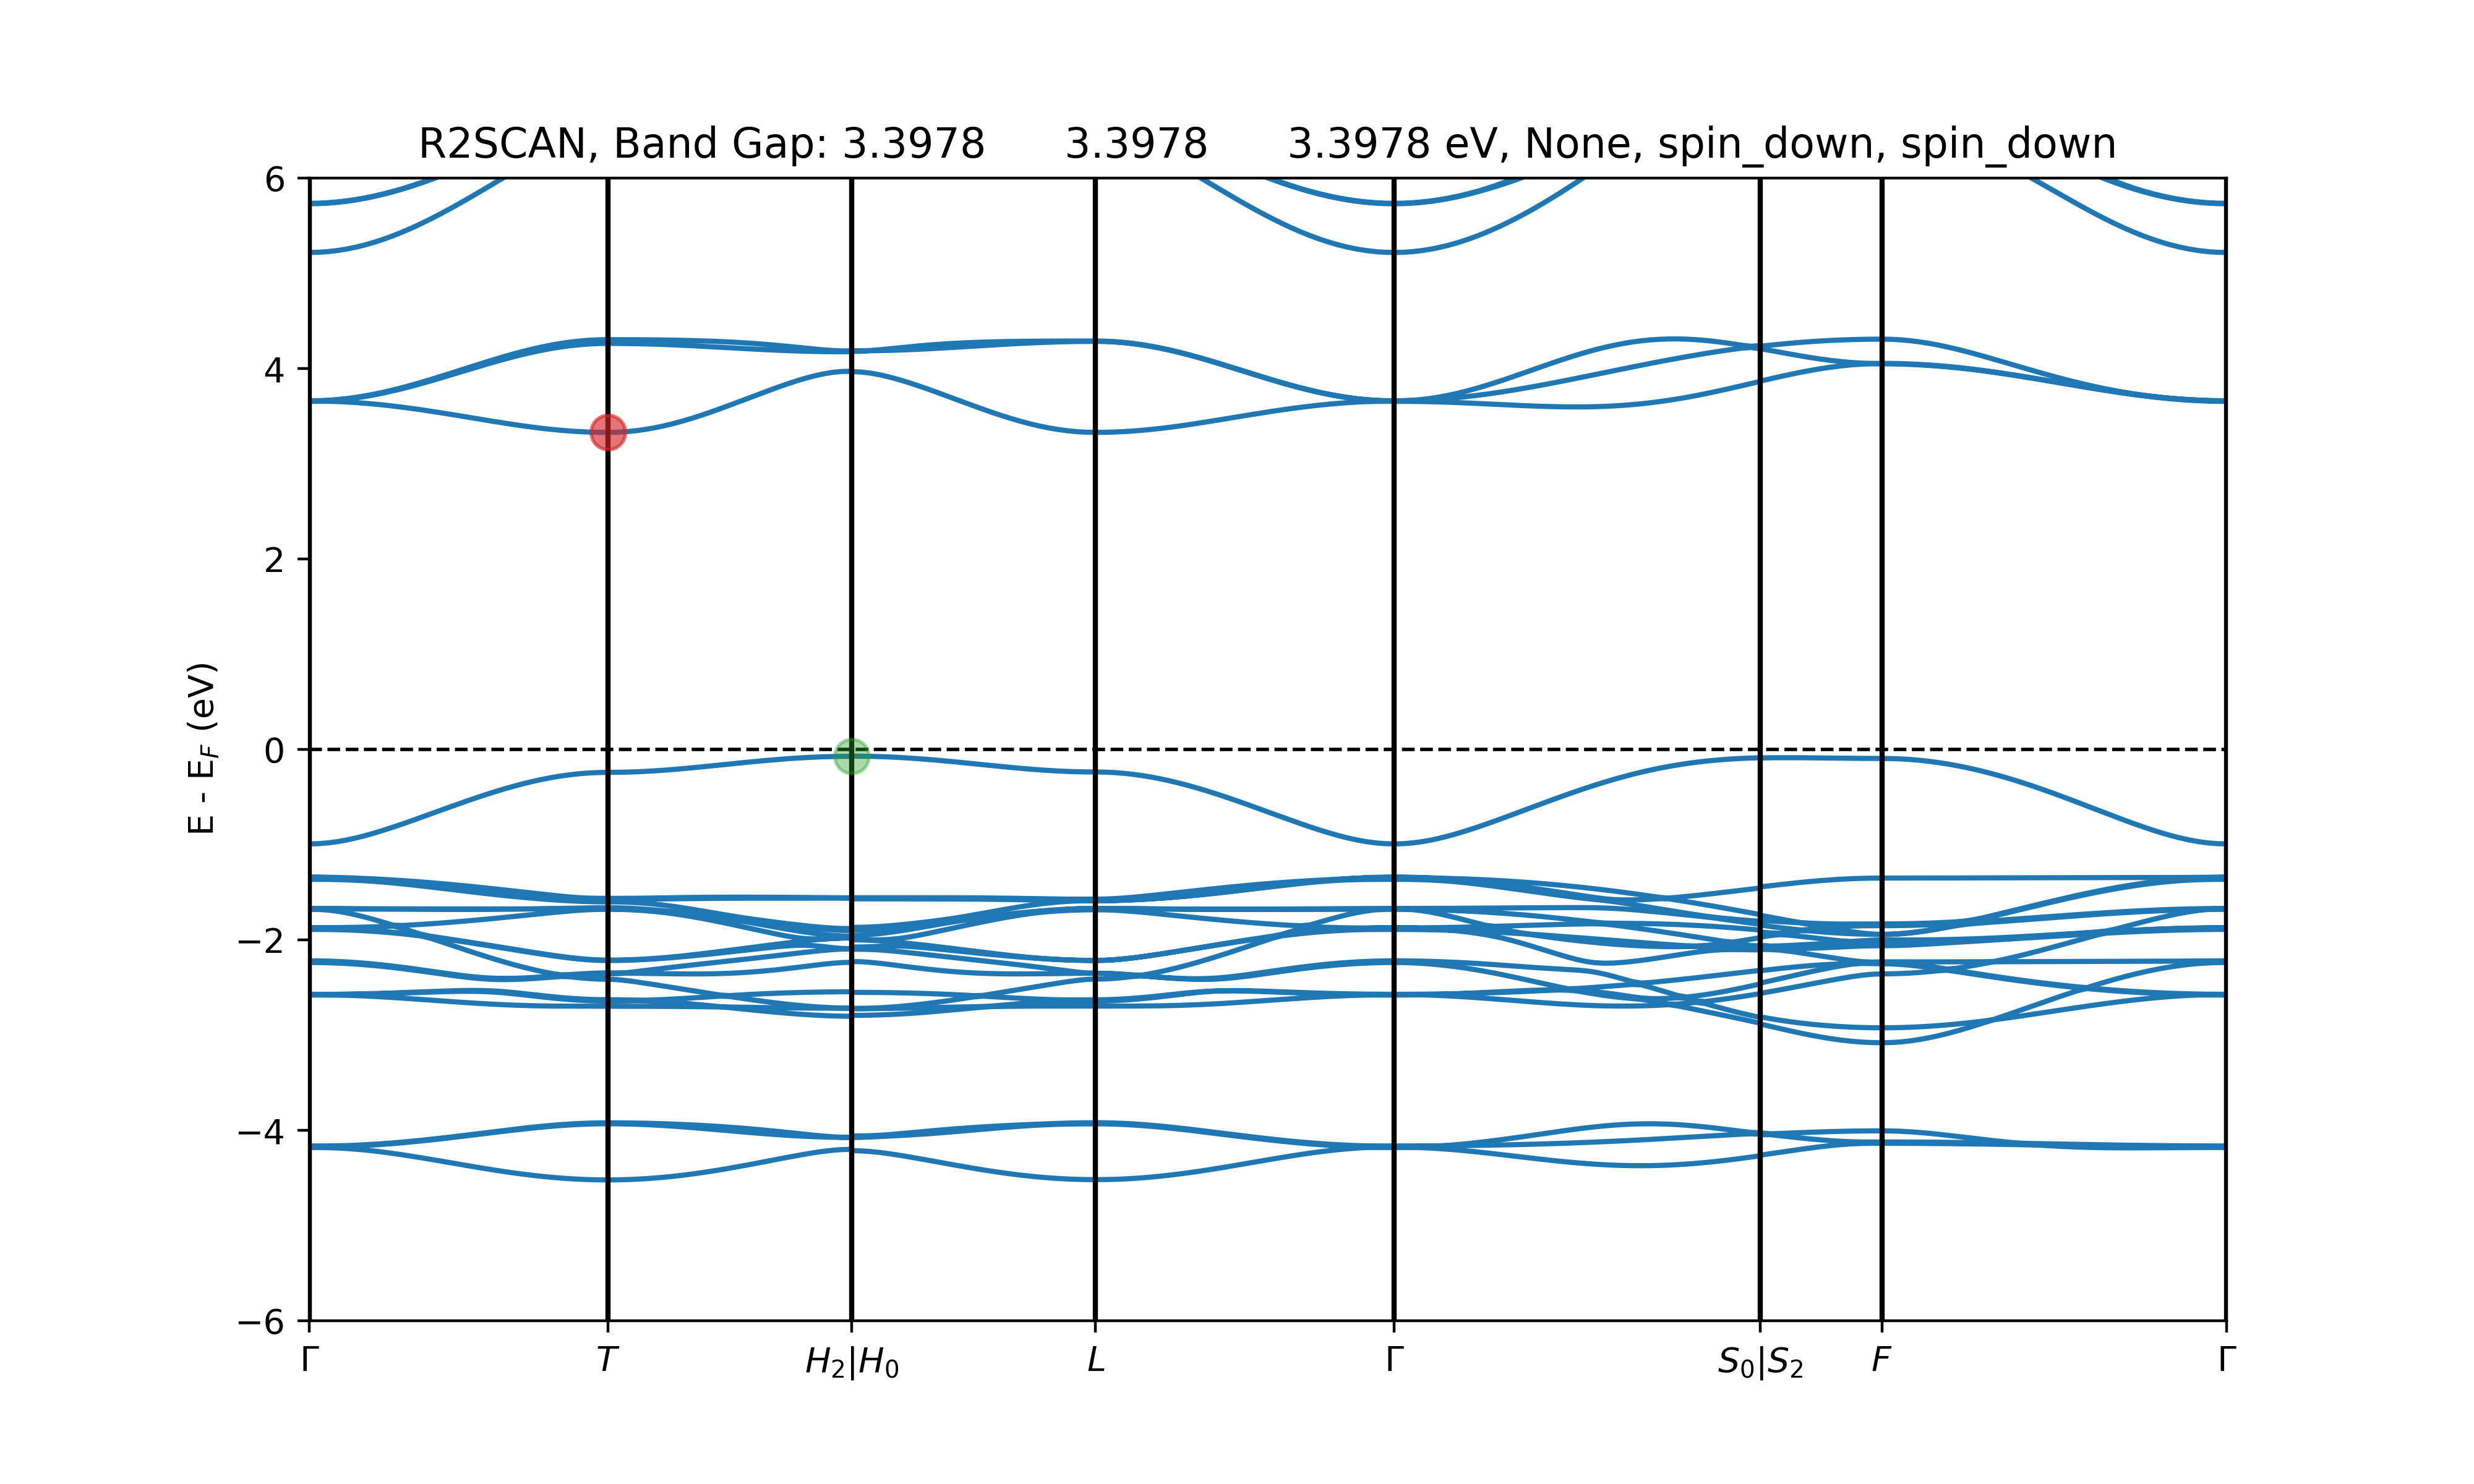 R2SCAN, Band Gap: 3.3978 3.3978 3.3978 eV, None, spin_down, spin_down
E - E_F (eV)
6
4
2
0
−2
−4
−6
Γ T H₂|H₀ L Γ S₀|S₂ F Γ